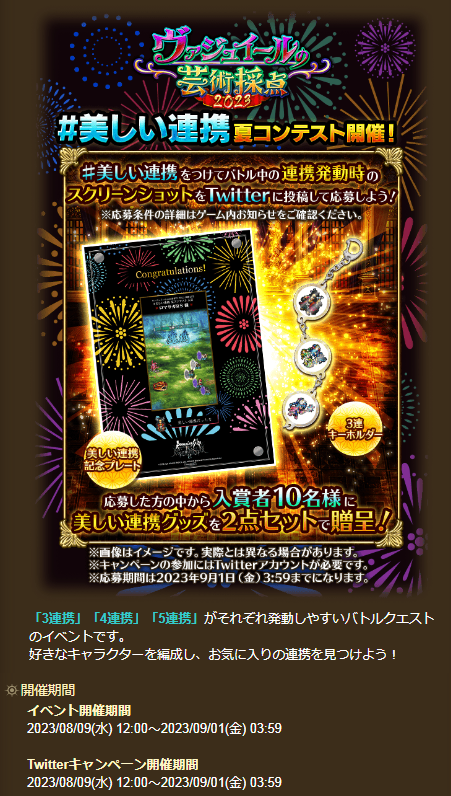 ヴァジュイールの
芸術採点
2023
#美しい連携 夏コンテスト開催！
#美しい連携をつけてバトル中の連携発動時の
スクリーンショットをTwitterに投稿して応募しよう！
※応募条件の詳細はゲーム内お知らせをご確認ください。
Congratulations!
美しい連携
記念プレート
3連
キーホルダー
応募した方の中から入賞者10名様に
美しい連携グッズを2点セットで贈呈！
※画像はイメージです。実際とは異なる場合があります。
※キャンペーンの参加にはTwitterアカウントが必要です。
※応募期間は2023年9月1日（金）3:59までになります。
「3連携」「4連携」「5連携」がそれぞれ発動しやすいバトルクエスト
のイベントです。
好きなキャラクターを編成し、お気に入りの連携を見つけよう！
開催期間
イベント開催期間
2023/08/09(水) 12:00～2023/09/01(金) 03:59
Twitterキャンペーン開催期間
2023/08/09(水) 12:00～2023/09/01(金) 03:59